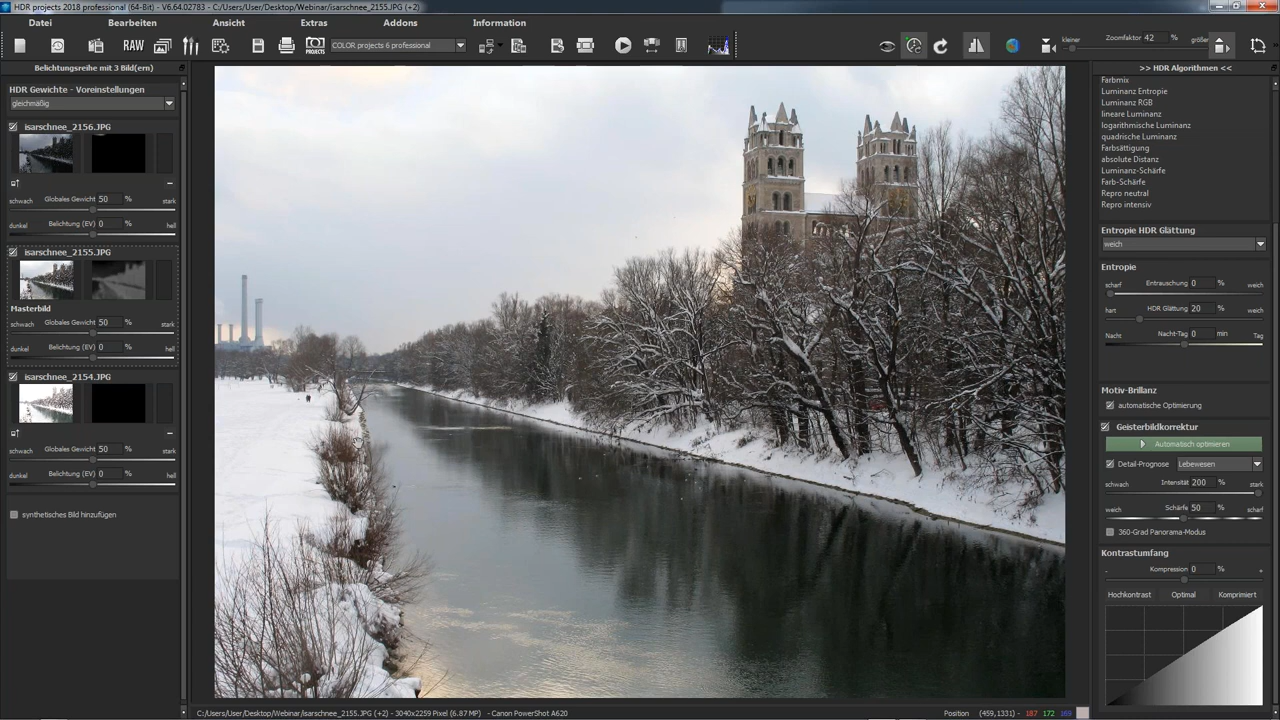 HDR projects 2018 professional (64-Bit) - V6.64.02783 - C:/Users/User/Desktop/Webinar/isarschnee_2155.JPG (+2)
Datei Bearbeiten Ansicht Extras Addons Information
RAW PROJECTS COLOR projects 6 professional kleiner Zoomfaktor 42 % größer
Belichtungsreihe mit 3 Bild(ern)
HDR Gewichte - Voreinstellungen
gleichmäßig
isarschnee_2156.JPG
schwach Globales Gewicht 50 % stark
dunkel Belichtung (EV) 0 % hell
isarschnee_2155.JPG
Masterbild
schwach Globales Gewicht 50 % stark
dunkel Belichtung (EV) 0 % hell
isarschnee_2154.JPG
schwach Globales Gewicht 50 % stark
dunkel Belichtung (EV) 0 % hell
synthetisches Bild hinzufügen
>> HDR Algorithmen <<
Farbmix
Luminanz Entropie
Luminanz RGB
lineare Luminanz
logarithmische Luminanz
quadrische Luminanz
Farbsättigung
absolute Distanz
Luminanz-Schärfe
Farb-Schärfe
Repro neutral
Repro intensiv
Entropie HDR Glättung
weich
Entropie
scharf Entrauschung 0 % weich
hart HDR Glättung 20 % weich
Nacht Nacht-Tag 0 min Tag
Motiv-Brillanz
automatische Optimierung
Geisterbildkorrektur
Automatisch optimieren
Detail-Prognose Lebewesen
schwach Intensität 200 % stark
weich Schärfe 50 % scharf
360-Grad Panorama-Modus
Kontrastumfang
- Kompression 0 % +
Hochkontrast Optimal Komprimiert
C:/Users/User/Desktop/Webinar/isarschnee_2155.JPG (+2) - 3040x2259 Pixel (6.87 MP) - Canon PowerShot A620 Position (459,1331) - 187 172 169